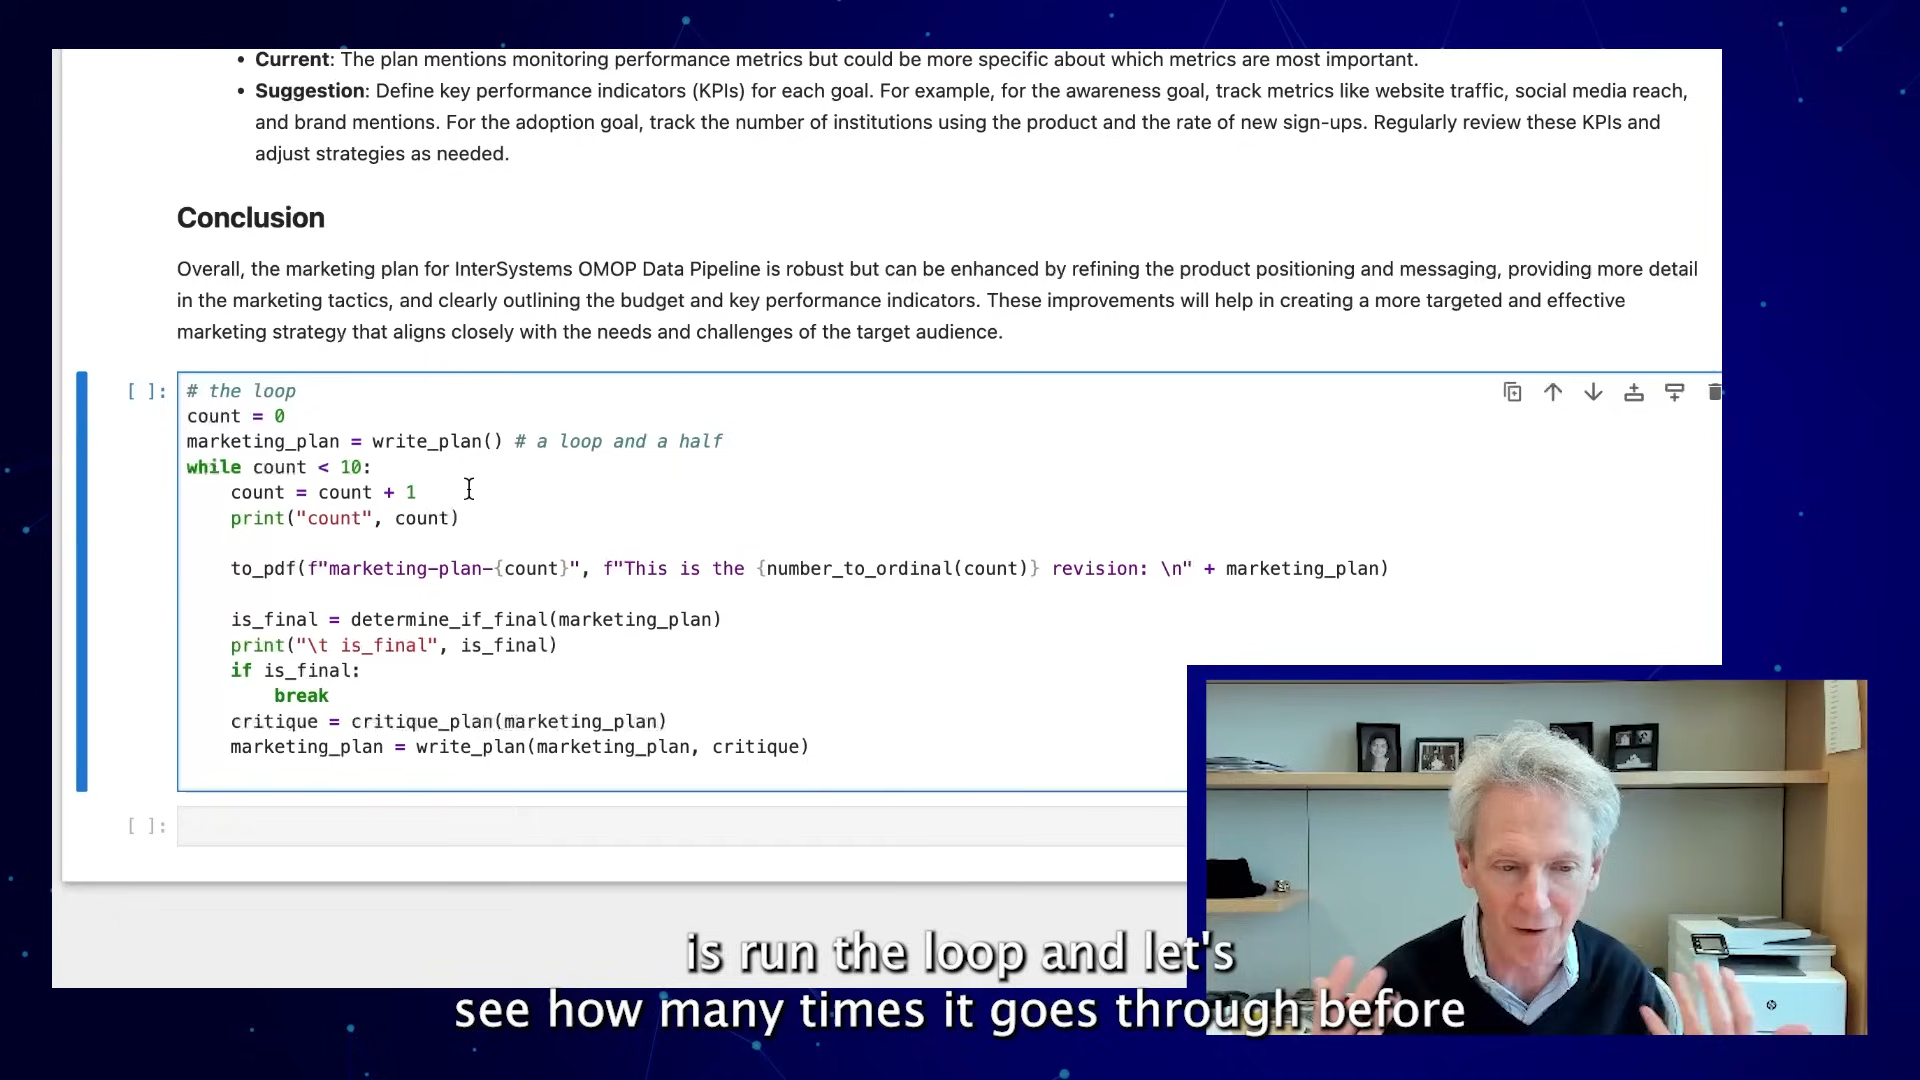 • Current: The plan mentions monitoring performance metrics but could be more specific about which metrics are most important.
• Suggestion: Define key performance indicators (KPIs) for each goal. For example, for the awareness goal, track metrics like website traffic, social media reach,
and brand mentions. For the adoption goal, track the number of institutions using the product and the rate of new sign-ups. Regularly review these KPIs and
adjust strategies as needed.
Conclusion
Overall, the marketing plan for InterSystems OMOP Data Pipeline is robust but can be enhanced by refining the product positioning and messaging, providing more detail
in the marketing tactics, and clearly outlining the budget and key performance indicators. These improvements will help in creating a more targeted and effective
marketing strategy that aligns closely with the needs and challenges of the target audience.
[ ]: # the loop
count = 0
marketing_plan = write_plan() # a loop and a half
while count < 10:
    count = count + 1
    print("count", count)
    to_pdf(f"marketing-plan-{count}", f"This is the {number_to_ordinal(count)} revision: \n" + marketing_plan)
    is_final = determine_if_final(marketing_plan)
    print("\t is_final", is_final)
    if is_final:
        break
    critique = critique_plan(marketing_plan)
    marketing_plan = write_plan(marketing_plan, critique)
[ ]:
is run the loop and let's
see how many times it goes through before